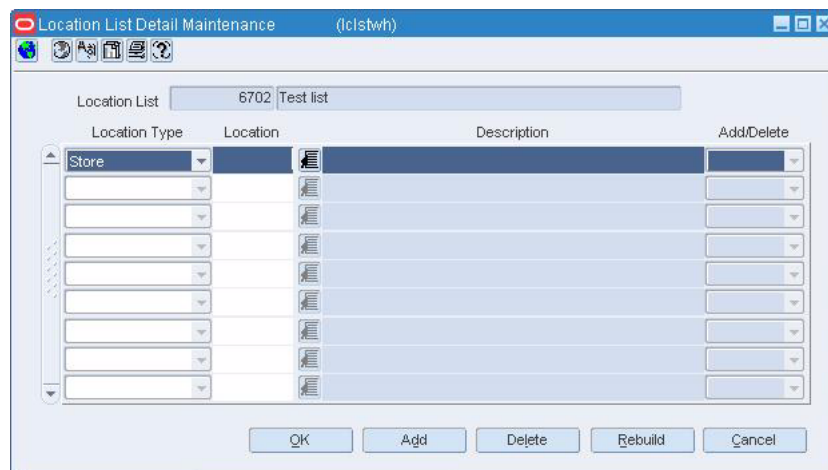 Location List Detail Maintenance (lclstwh)
Location List 6702 Test list
Location Type Location Description Add/Delete
Store
OK Add Delete Rebuild Cancel